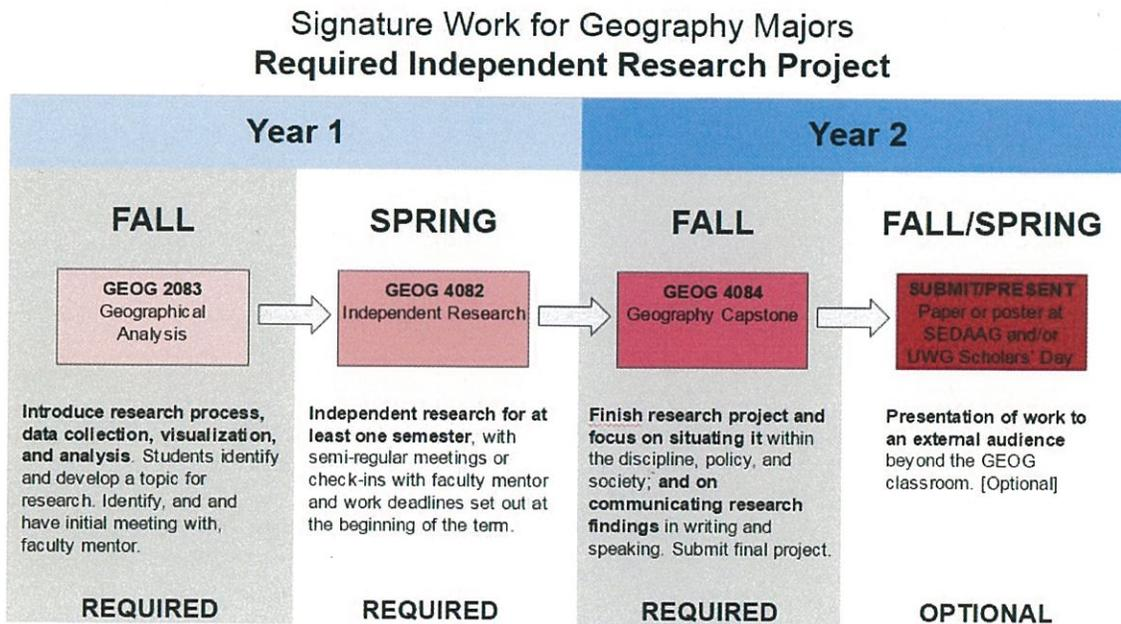 Signature Work for Geography Majors
Required Independent Research Project
Year 1
Year 2
FALL
GEOG 2083
Geographical
Analysis
Introduce research process,
data collection, visualization,
and analysis. Students identify
and develop a topic for
research. Identify, and and
have initial meeting with,
faculty mentor.
REQUIRED
SPRING
GEOG 4082
Independent Research
Independent research for at
least one semester, with
semi-regular meetings or
check-ins with faculty mentor
and work deadlines set out at
the beginning of the term.
REQUIRED
FALL
GEOG 4084
Geography Capstone
Finish research project and
focus on situating it within
the discipline, policy, and
society; and on
communicating research
findings in writing and
speaking. Submit final project.
REQUIRED
FALL/SPRING
SUBMIT/PRESENT
Paper or poster at
SEDAAG and/or
UWG Scholars' Day
Presentation of work to
an external audience
beyond the GEOG
classroom. [Optional]
OPTIONAL